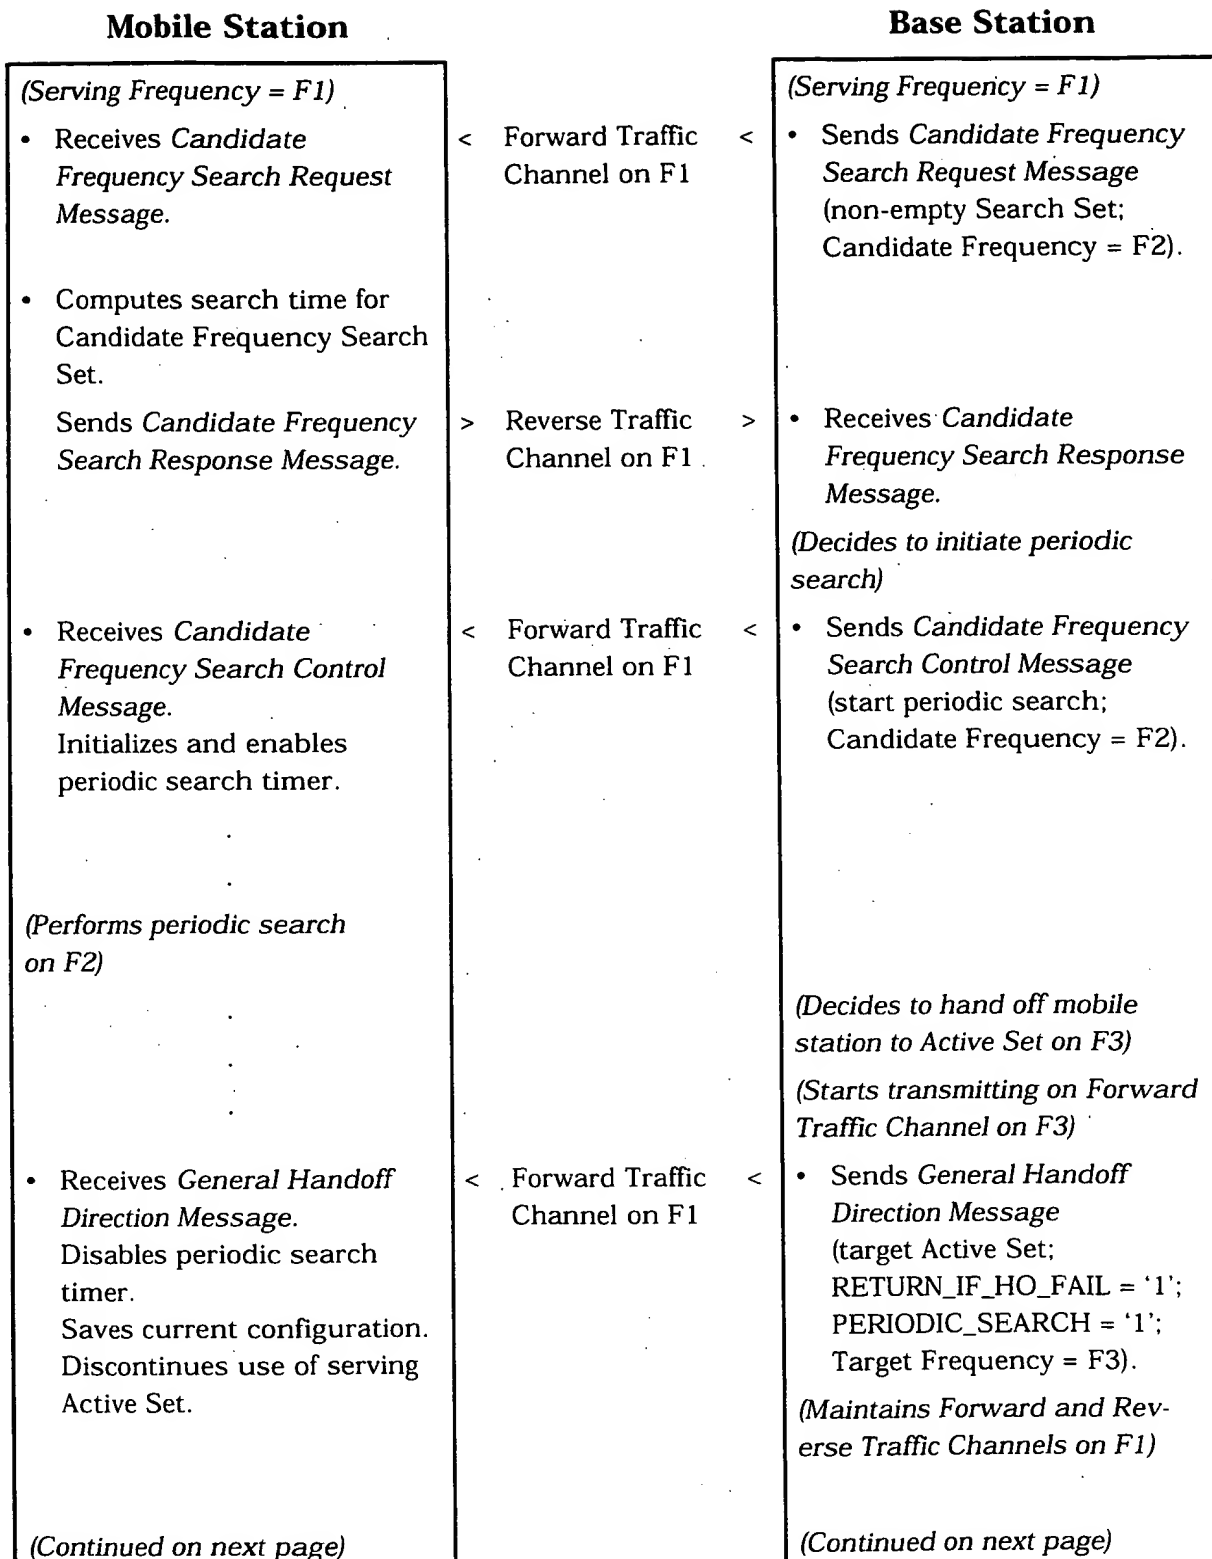 Mobile Station
Base Station
(Serving Frequency = F1)
(Serving Frequency = F1)
• Receives Candidate
Frequency Search Request
Message.
< Forward Traffic <
Channel on F1
• Sends Candidate Frequency
Search Request Message
(non-empty Search Set;
Candidate Frequency = F2).
• Computes search time for
Candidate Frequency Search
Set.
Sends Candidate Frequency
Search Response Message.
> Reverse Traffic >
Channel on F1
• Receives Candidate
Frequency Search Response
Message.
(Decides to initiate periodic
search)
• Receives Candidate
Frequency Search Control
Message.
Initializes and enables
periodic search timer.
< Forward Traffic <
Channel on F1
• Sends Candidate Frequency
Search Control Message
(start periodic search;
Candidate Frequency = F2).
.
.
(Performs periodic search
on F2)
.
.
.
(Decides to hand off mobile
station to Active Set on F3)
(Starts transmitting on Forward
Traffic Channel on F3)
• Receives General Handoff
Direction Message.
Disables periodic search
timer.
Saves current configuration.
Discontinues use of serving
Active Set.
< Forward Traffic <
Channel on F1
• Sends General Handoff
Direction Message
(target Active Set;
RETURN_IF_HO_FAIL = ‘1’;
PERIODIC_SEARCH = ‘1’;
Target Frequency = F3).
(Maintains Forward and Rev-
erse Traffic Channels on F1)
(Continued on next page)
(Continued on next page)